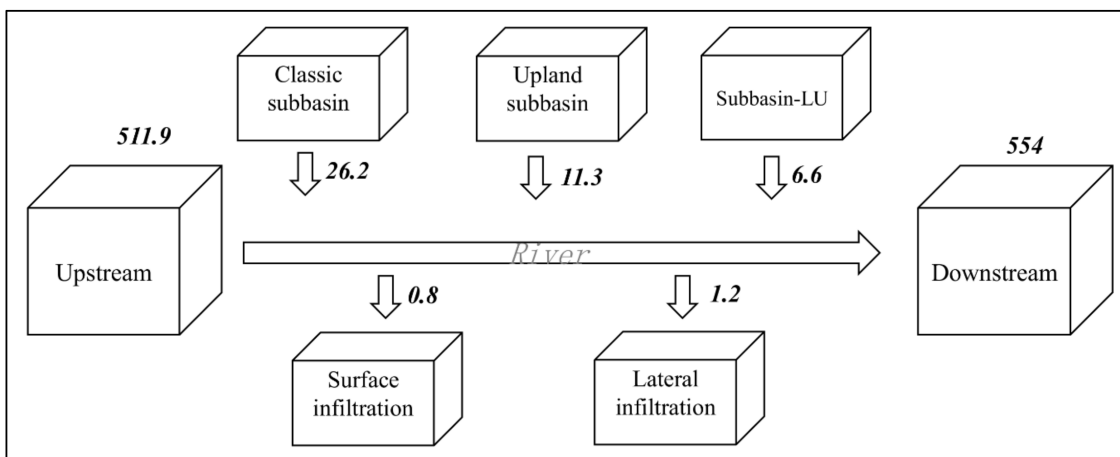 Classic
subbasin
Upland
subbasin
Subbasin-LU
511.9
26.2
11.3
6.6
554
Upstream
River
Downstream
0.8
1.2
Surface
infiltration
Lateral
infiltration